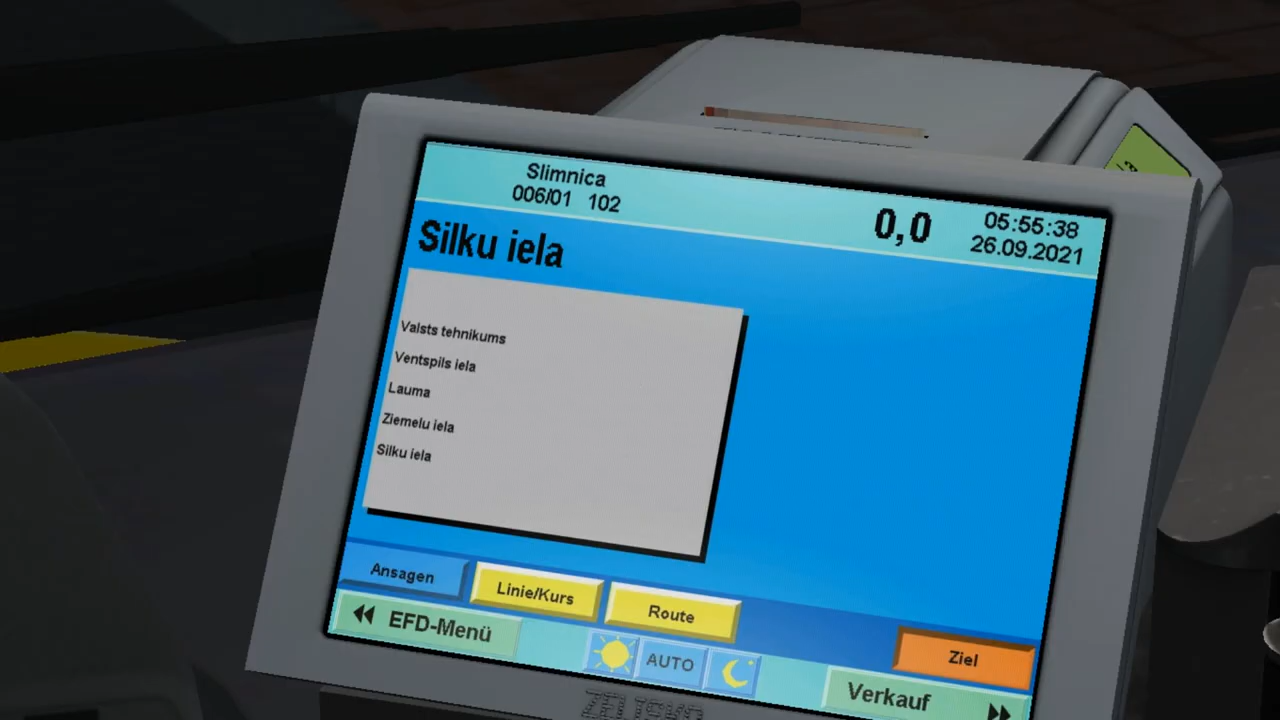 Slimnica
006/01 102
0,0
05:55:38
26.09.2021
Silku iela
Valsts tehnikums
Ventspils iela
Lauma
Ziemelu iela
Silku iela
Ansagen
Linie/Kurs
Route
Ziel
EFD-Menü
AUTO
Verkauf